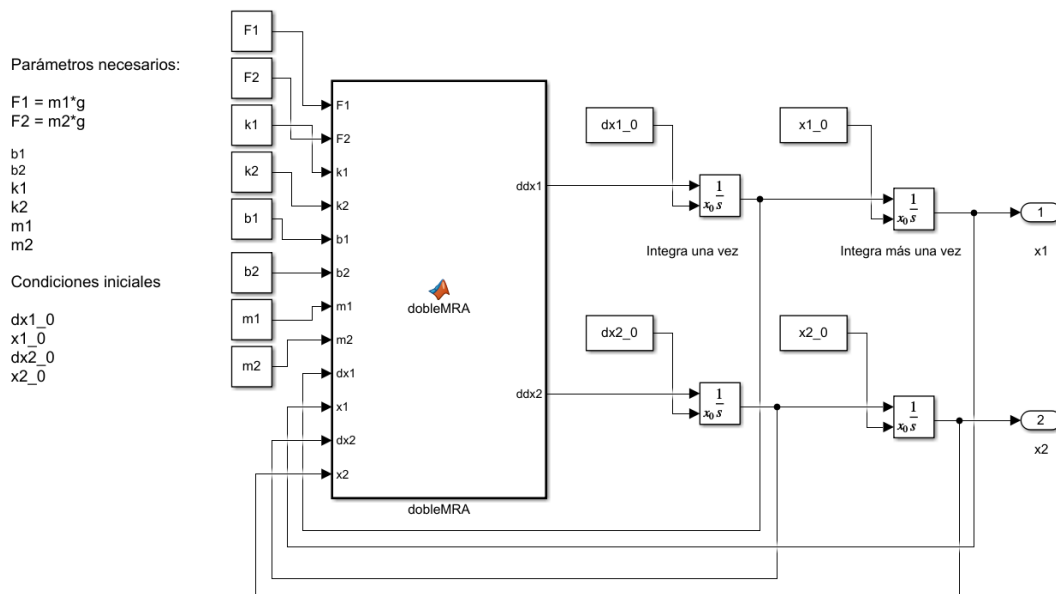 Parámetros necesarios:
F1 = m1*g
F2 = m2*g
b1
b2
k1
k2
m1
m2
Condiciones iniciales
dx1_0
x1_0
dx2_0
x2_0
F1
F2
k1
k2
b1
b2
m1
m2
F1
F2
k1
k2
b1
b2
m1
m2
dx1
x1
dx2
x2
dobleMRA
ddx1
ddx2
dobleMRA
dx1_0
x1_0
1
x₀ s
1
x₀ s
1
x1
Integra una vez
Integra más una vez
dx2_0
x2_0
1
x₀ s
1
x₀ s
2
x2